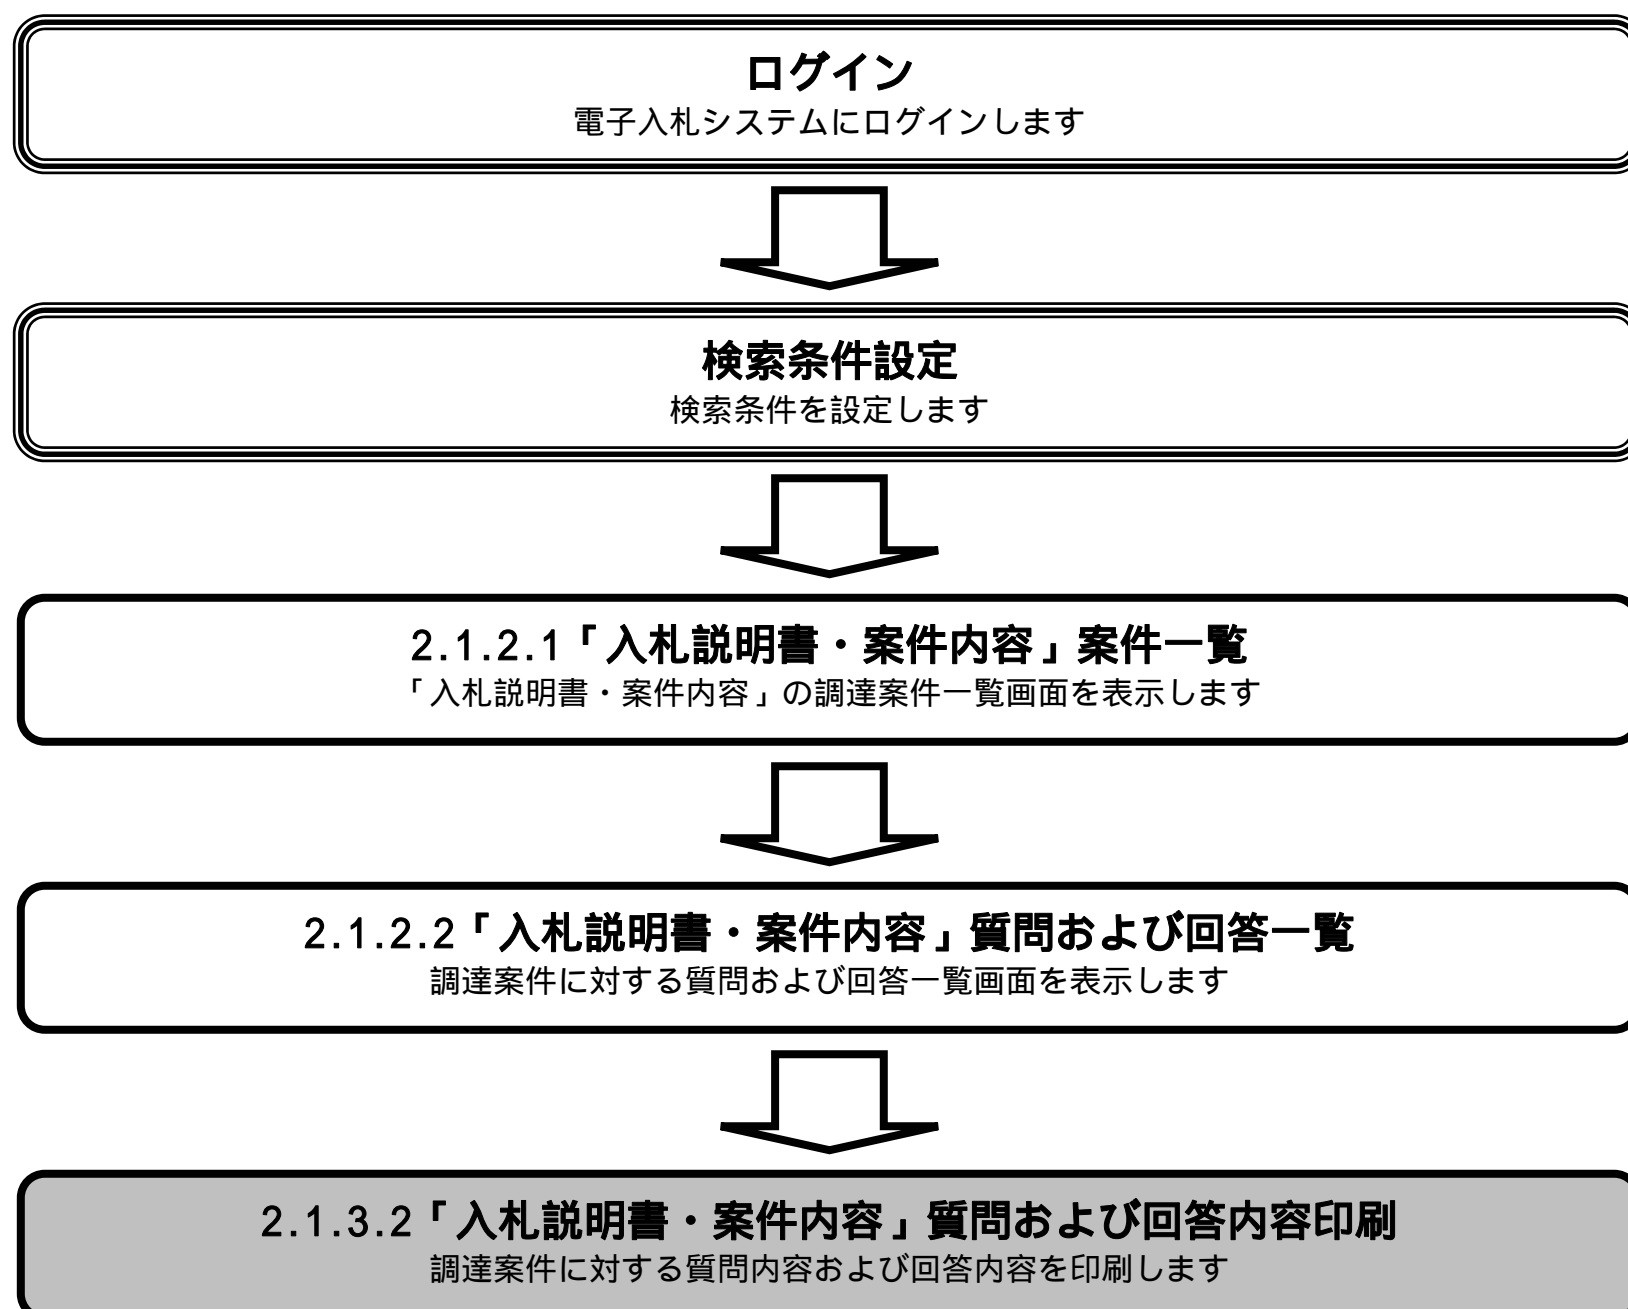 ログイン
電子入札システムにログインします
検索条件設定
検索条件を設定します
2.1.2.1「入札説明書・案件内容」案件一覧
「入札説明書・案件内容」の調達案件一覧画面を表示します
2.1.2.2「入札説明書・案件内容」質問および回答一覧
調達案件に対する質問および回答一覧画面を表示します
2.1.3.2「入札説明書・案件内容」質問および回答内容印刷
調達案件に対する質問内容および回答内容を印刷します